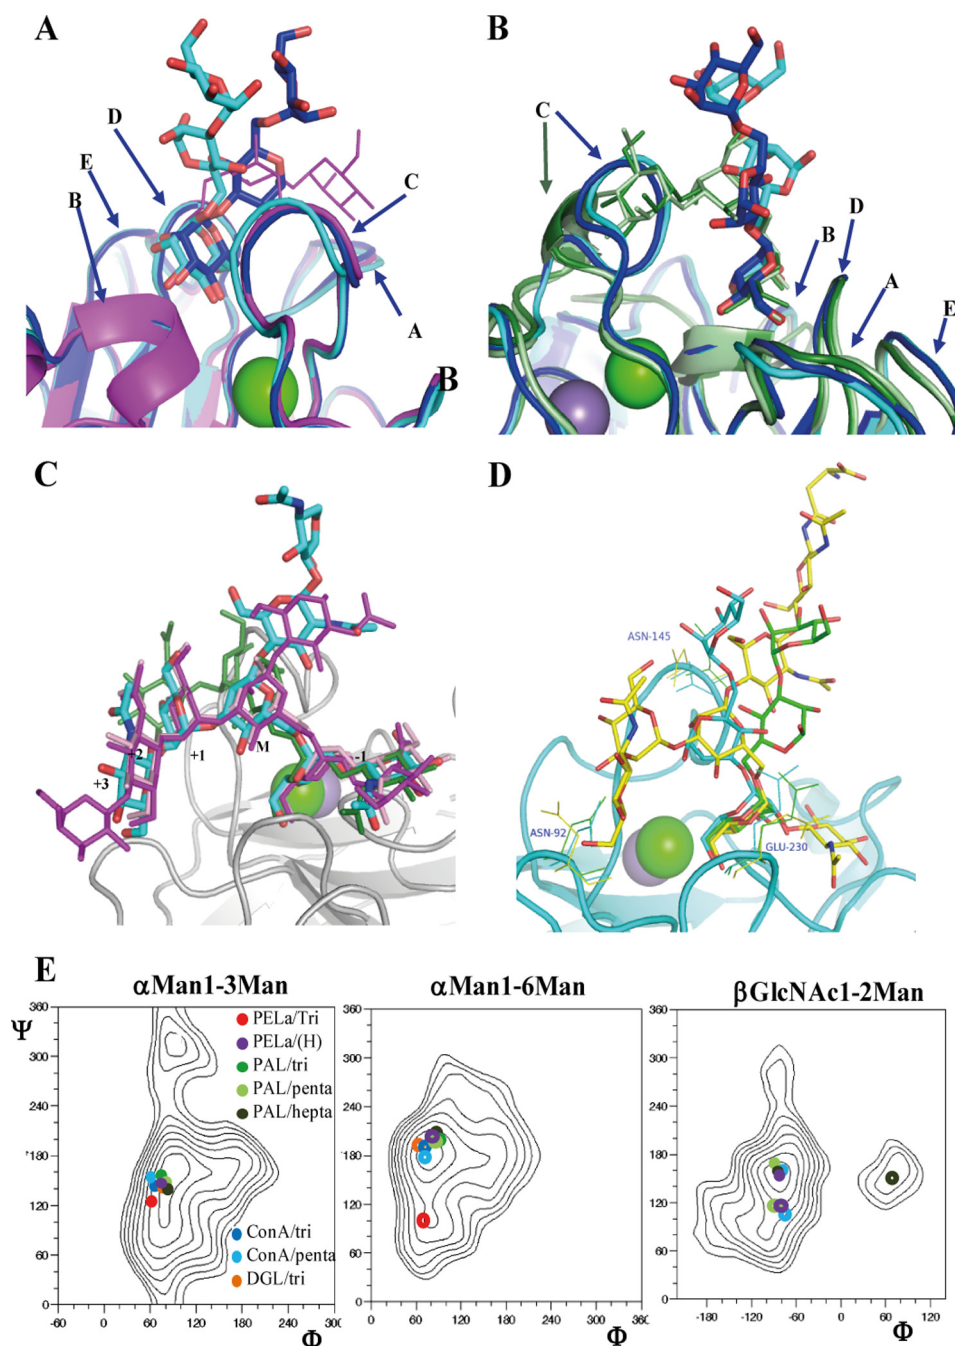 A
D
E
B
C
A
B
B
C
D
B
A
E
C
+2
+1
M
-1
+3
D
ASN-145
ASN-92
GLU-230
E
αMan1-3Man
αMan1-6Man
βGlcNAc1-2Man
Ψ
360
300
240
180
120
60
0
-60 0 60 120 180 240 300
Φ
PELa/Tri
PELa/(H)
PAL/tri
PAL/penta
PAL/hepta
ConA/tri
ConA/penta
DGL/tri
360
300
240
180
120
60
0
0 60 120 180 240 300 360
Φ
360
300
240
180
120
60
0
-180 -120 -60 0 60 120
Φ